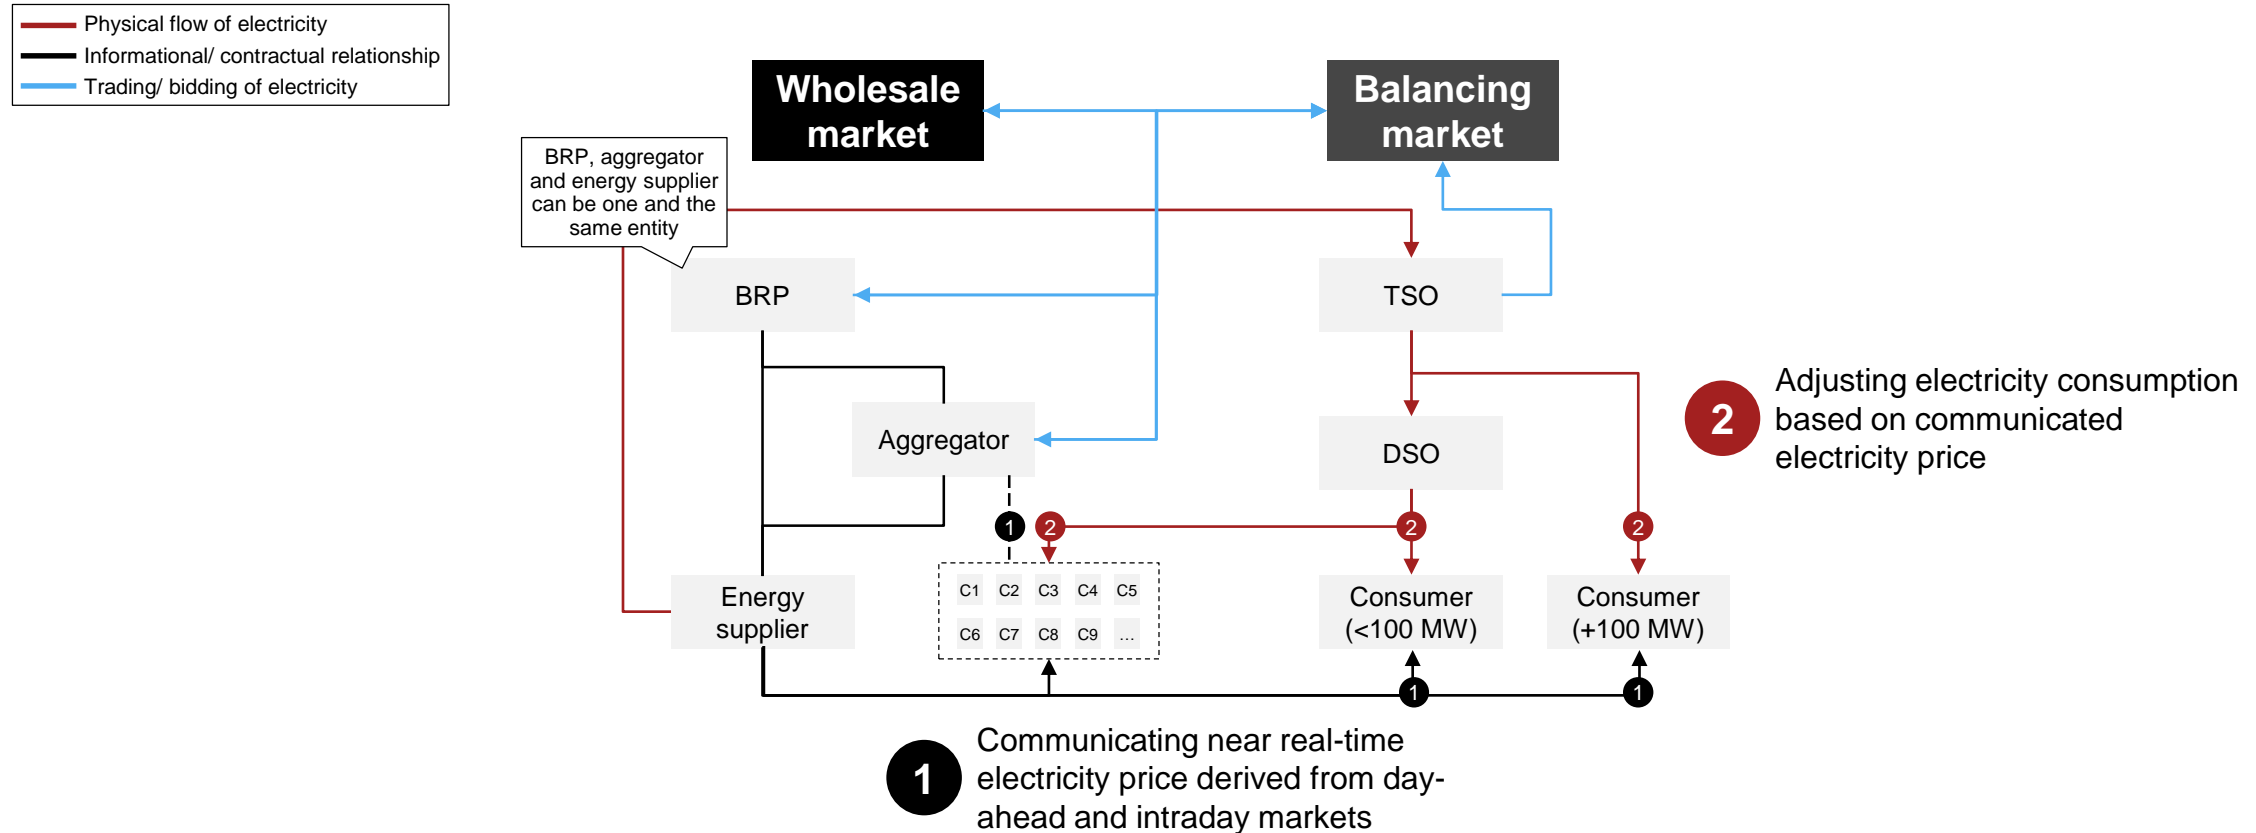 Physical flow of electricity
Informational/ contractual relationship
Trading/ bidding of electricity
Wholesale
market
Balancing
market
BRP, aggregator
and energy supplier
can be one and the
same entity
BRP
TSO
Aggregator
DSO
2
Adjusting electricity consumption
based on communicated
electricity price
1
2
2
2
C1 C2 C3 C4 C5
C6 C7 C8 C9 ...
Energy
supplier
Consumer
(<100 MW)
Consumer
(+100 MW)
1
1
1
Communicating near real-time
electricity price derived from day-
ahead and intraday markets